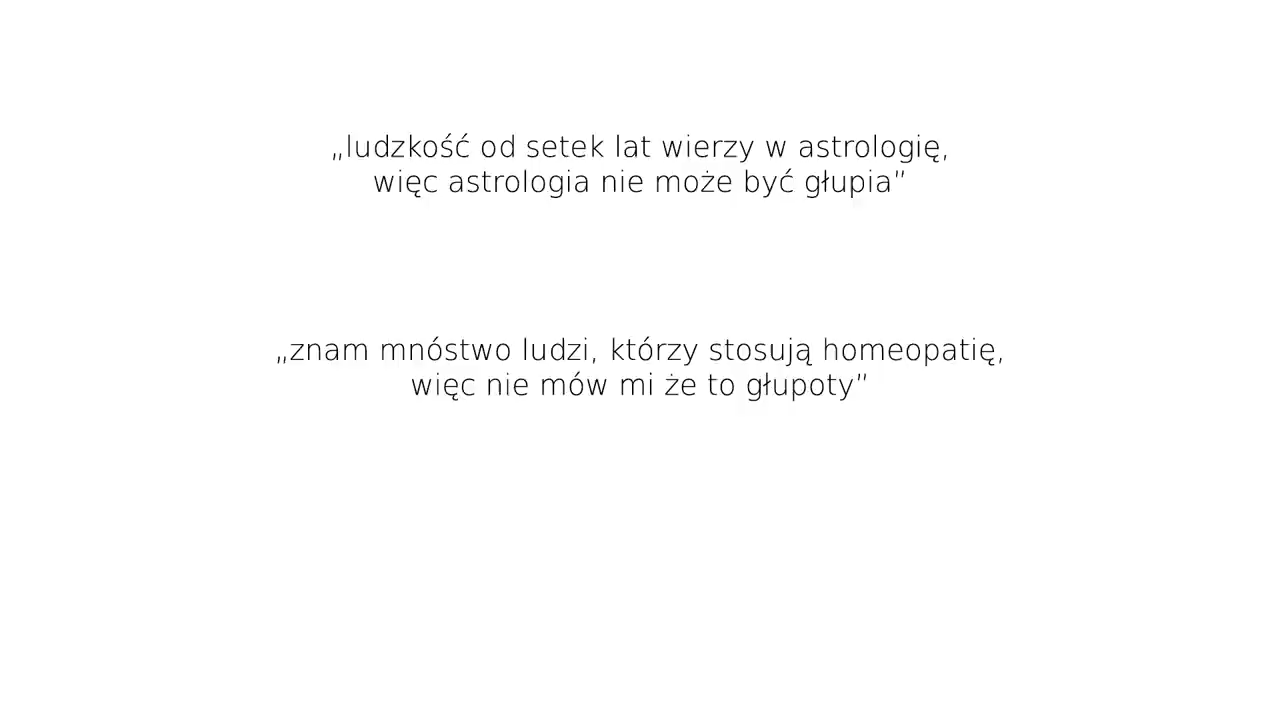 „ludzkość od setek lat wierzy w astrologię,
więc astrologia nie może być głupia”
„znam mnóstwo ludzi, którzy stosują homeopatię,
więc nie mów mi że to głupoty”